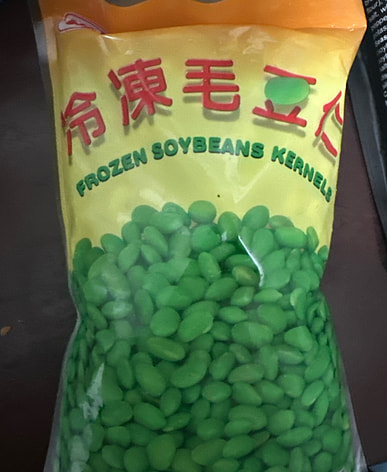 冷凍毛豆仁
FROZEN SOYBEANS KERNELS